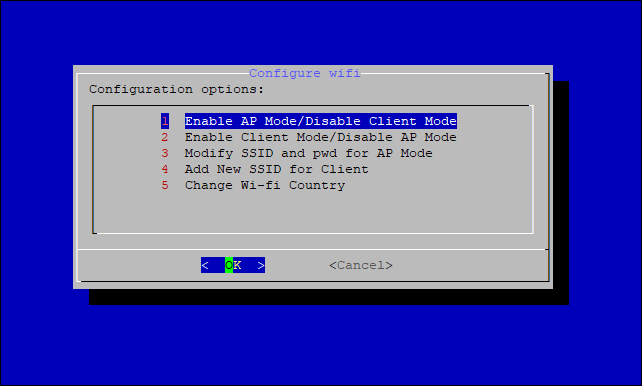 Configure wifi
Configuration options:
1 Enable AP Mode/Disable Client Mode
2 Enable Client Mode/Disable AP Mode
3 Modify SSID and pwd for AP Mode
4 Add New SSID for Client
5 Change Wi-fi Country
< OK > <Cancel>